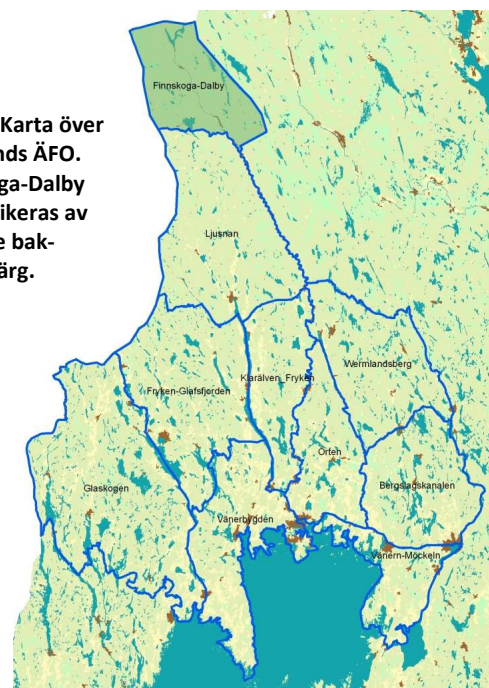 Karta över
nds ÄFO.
ga-Dalby
ikeras av
e bak-
ärg.
Finnskoga-Dalby
Ljusnan
Wermlandsberg
Klarälven_Fryken
Fryken-Glafsfjorden
Örten
Glaskogen
Bergslagskanalen
Vänerbygden
Vänern-Möckeln